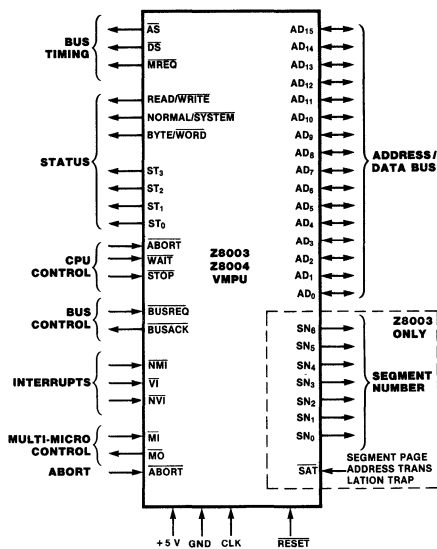 BUS
TIMING
AS
DS
MREQ
STATUS
READ/WRITE
NORMAL/SYSTEM
BYTE/WORD
ST3
ST2
ST1
ST0
CPU
CONTROL
ABORT
WAIT
STOP
BUS
CONTROL
BUSREQ
BUSACK
INTERRUPTS
NMI
VI
NVI
MULTI-MICRO
CONTROL
MI
MO
ABORT
ABORT
Z8003
Z8004
VMPU
AD15
AD14
AD13
AD12
AD11
AD10
AD9
AD8
AD7
AD6
AD5
AD4
AD3
AD2
AD1
AD0
ADDRESS/
DATA BUS
Z8003
ONLY
SN6
SN5
SN4
SN3
SN2
SN1
SN0
SEGMENT
NUMBER
SAT
SEGMENT PAGE
ADDRESS TRANS
LATION TRAP
+5 V GND CLK RESET